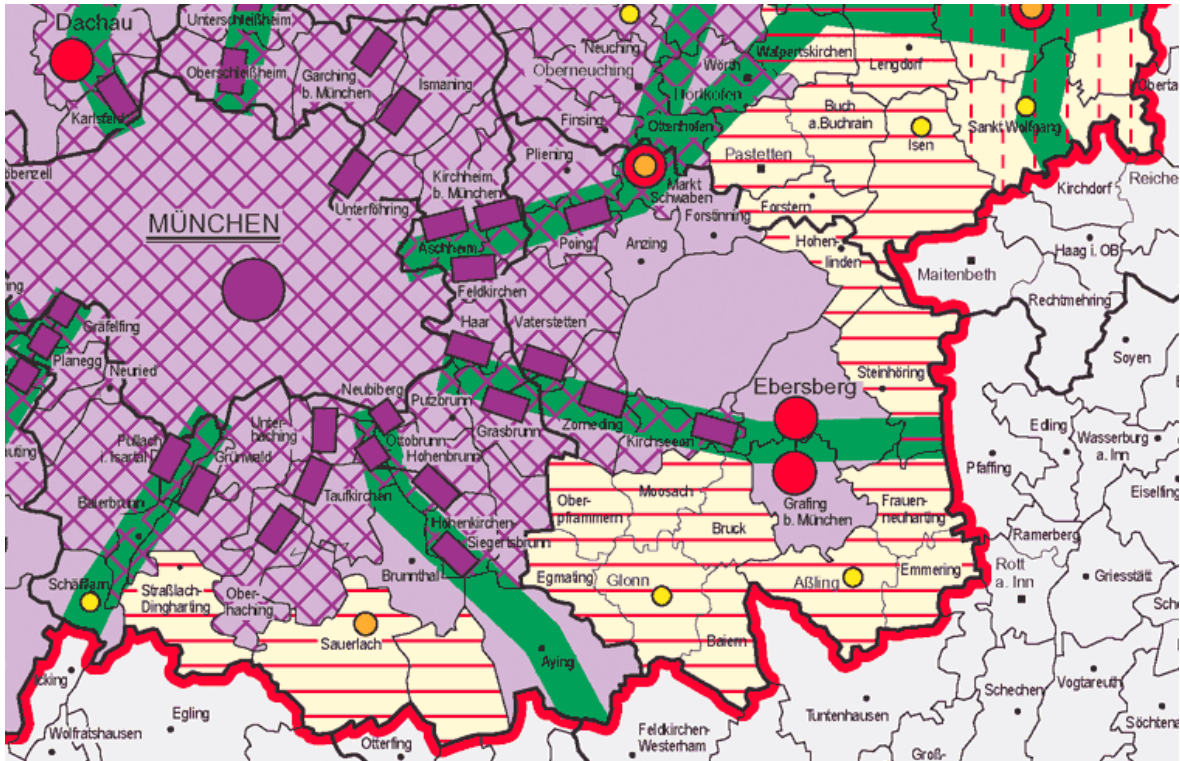 Dachau
Unterschleißheim
Oberschleißheim
Karlsfeld
Garching
b. München
Ismaning
Neuching
Oberneuching
Wörth
Hörlkofen
Finsing
Ottenhofen
Walpertskirchen
Lengdorf
Buch
a.Buchrain
Isen
Sankt Wolfgang
Pastetten
Forstern
Kirchdorf
Haag i. OB
Maitenbeth
Rechtmehring
Soyen
MÜNCHEN
Unterföhring
Kirchheim
b. München
Pliening
Markt
Schwaben
Forstinning
Aschheim
Poing
Anzing
Hohen-
linden
Feldkirchen
Haar
Vaterstetten
Gräfelfing
Planegg
Neuried
Neubiberg
Putzbrunn
Grasbrunn
Zorneding
Kirchseeon
Ebersberg
Steinhöring
Pullach
i. Isartal
Grünwald
Unter-
haching
Ottobrunn
Hohenbrunn
Taufkirchen
Baierbrunn
Höhenkirchen-
Siegertsbrunn
Ober-
pframmern
Moosach
Bruck
Grafing
b. München
Frauen-
neuharting
Edling
Wasserburg
a. Inn
Pfaffing
Eiselfing
Ramerberg
Rott
a. Inn
Griesstätt
Schäftlarn
Straßlach-
Dingharting
Ober-
haching
Brunnthal
Sauerlach
Egmating
Glonn
Aßling
Emmering
Baiern
Aying
Icking
Egling
Wolfratshausen
Otterfing
Feldkirchen-
Westerham
Tuntenhausen
Schechen
Vogtareuth
Groß-